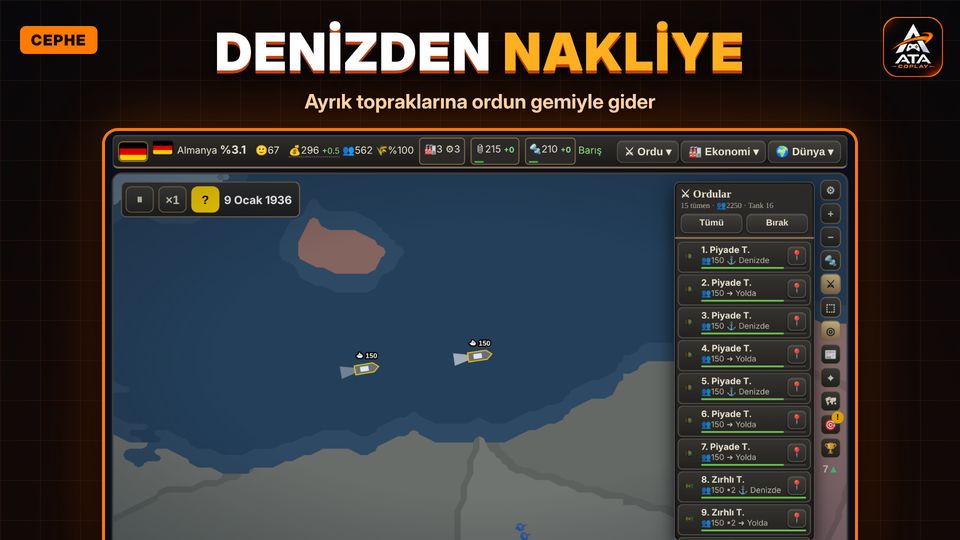 CEPHE
DENİZDEN NAKLİYE
ATA
COPLAY
Ayrık topraklarına ordun gemiyle gider
Almanya %3.1 67 296 +0.5 562 %100 3 3 215 +0 210 +0 Barış
Ordu ▾ Ekonomi ▾ Dünya ▾
×1 ? 9 Ocak 1936
Ordular
15 tümen · 2250 · Tank 16
Tümü Bırak
1. Piyade T.
150 Denizde
2. Piyade T.
150 ➔ Yolda
3. Piyade T.
150 Denizde
4. Piyade T.
150 ➔ Yolda
5. Piyade T.
150 Denizde
6. Piyade T.
150 ➔ Yolda
7. Piyade T.
150 ➔ Yolda
8. Zırhlı T.
150 •2 Denizde
9. Zırhlı T.
150 •2 ➔ Yolda
150
150
7▲